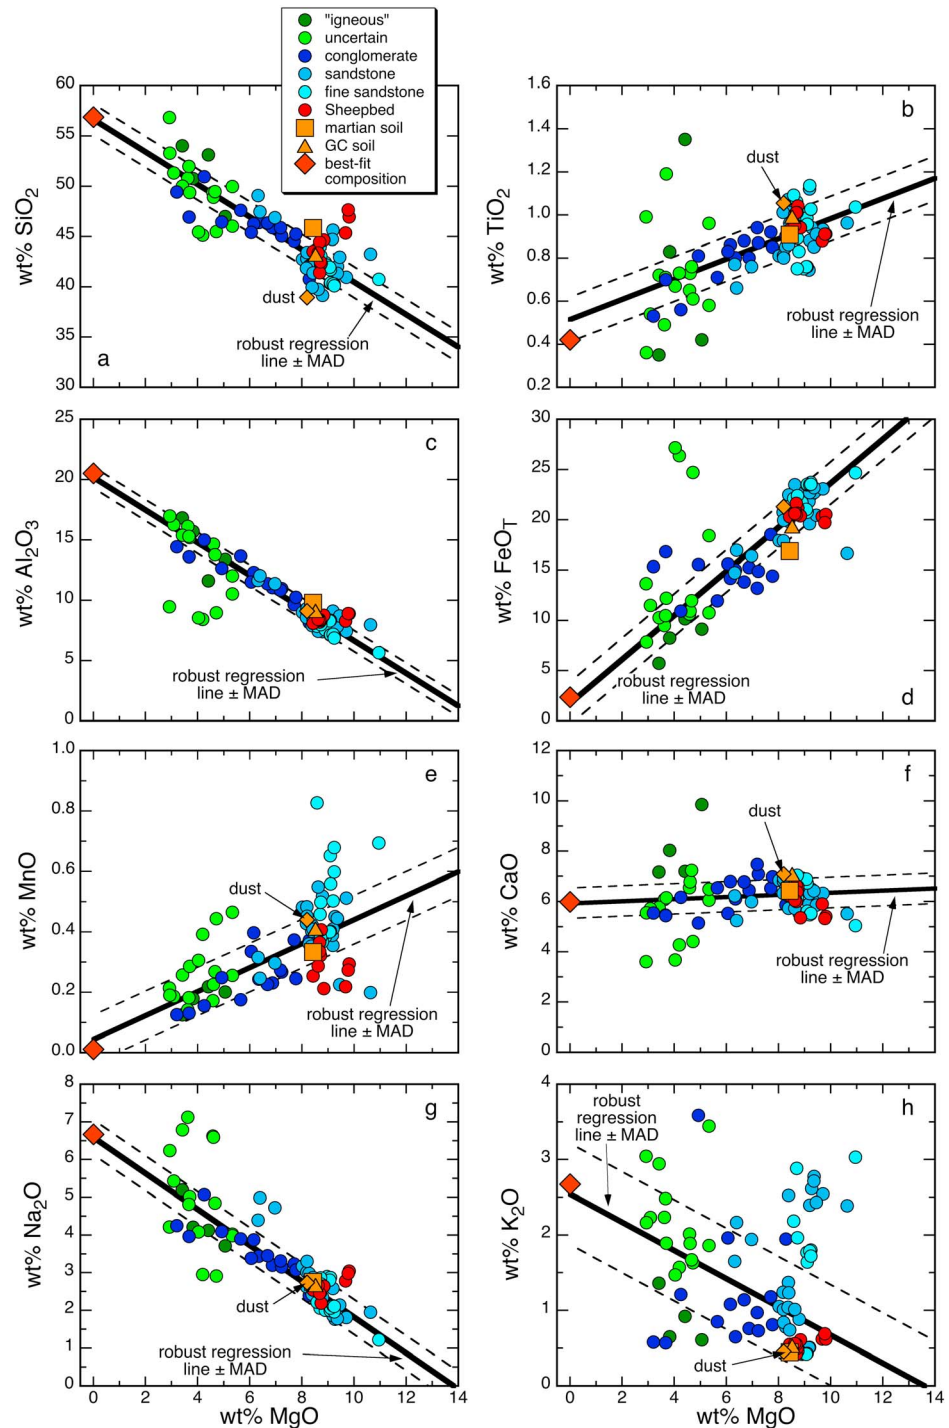 "igneous"
uncertain
conglomerate
sandstone
fine sandstone
Sheepbed
martian soil
GC soil
best-fit
composition
60
55
50
45
40
35
30
wt% SiO2
dust
robust regression
line ± MAD
a
1.6
1.4
1.2
1.0
0.8
0.6
0.4
0.2
wt% TiO2
b
dust
robust regression
line ± MAD
25
20
15
10
5
0
wt% Al2O3
c
robust regression
line ± MAD
30
25
20
15
10
5
0
wt% FeOT
robust regression
line ± MAD
d
1.0
0.8
0.6
0.4
0.2
0.0
wt% MnO
e
dust
robust regression
line ± MAD
12
10
8
6
4
2
0
wt% CaO
f
dust
robust regression
line ± MAD
8
7
6
5
4
3
2
1
0
wt% Na2O
g
dust
robust regression
line ± MAD
0 2 4 6 8 10 12 14
wt% MgO
4
3
2
1
0
wt% K2O
h
robust
regression
line ± MAD
dust
0 2 4 6 8 10 12 14
wt% MgO